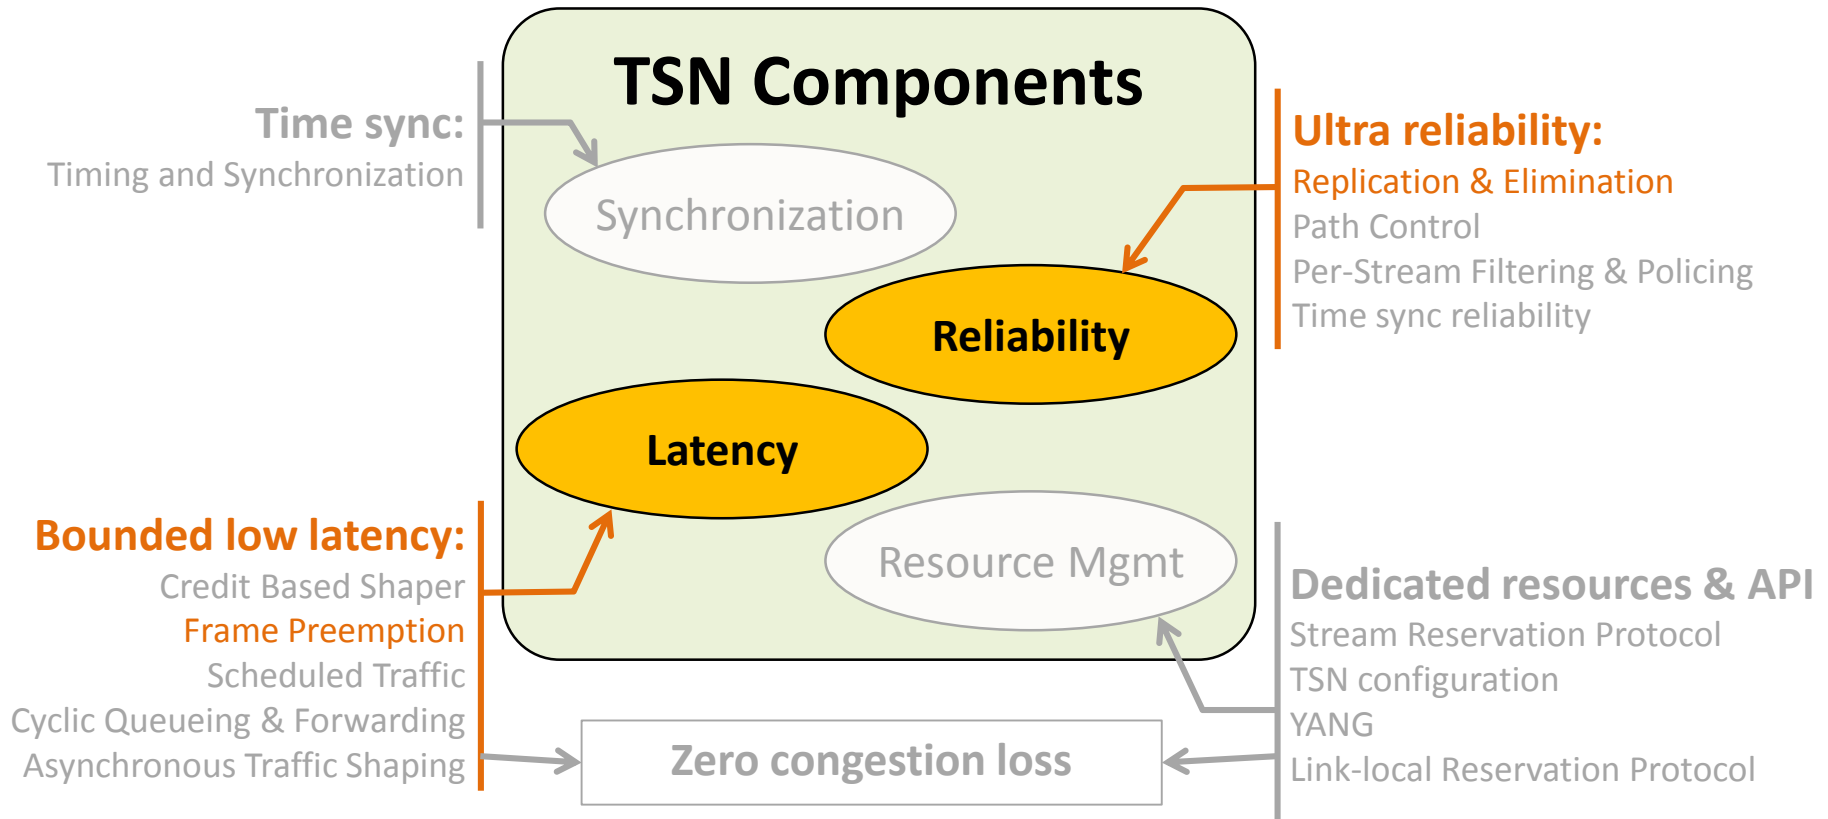 TSN Components
Time sync:
Timing and Synchronization
Synchronization
Ultra reliability:
Replication & Elimination
Path Control
Per-Stream Filtering & Policing
Time sync reliability
Reliability
Latency
Bounded low latency:
Credit Based Shaper
Frame Preemption
Scheduled Traffic
Cyclic Queueing & Forwarding
Asynchronous Traffic Shaping
Resource Mgmt
Dedicated resources & API
Stream Reservation Protocol
TSN configuration
YANG
Link-local Reservation Protocol
Zero congestion loss